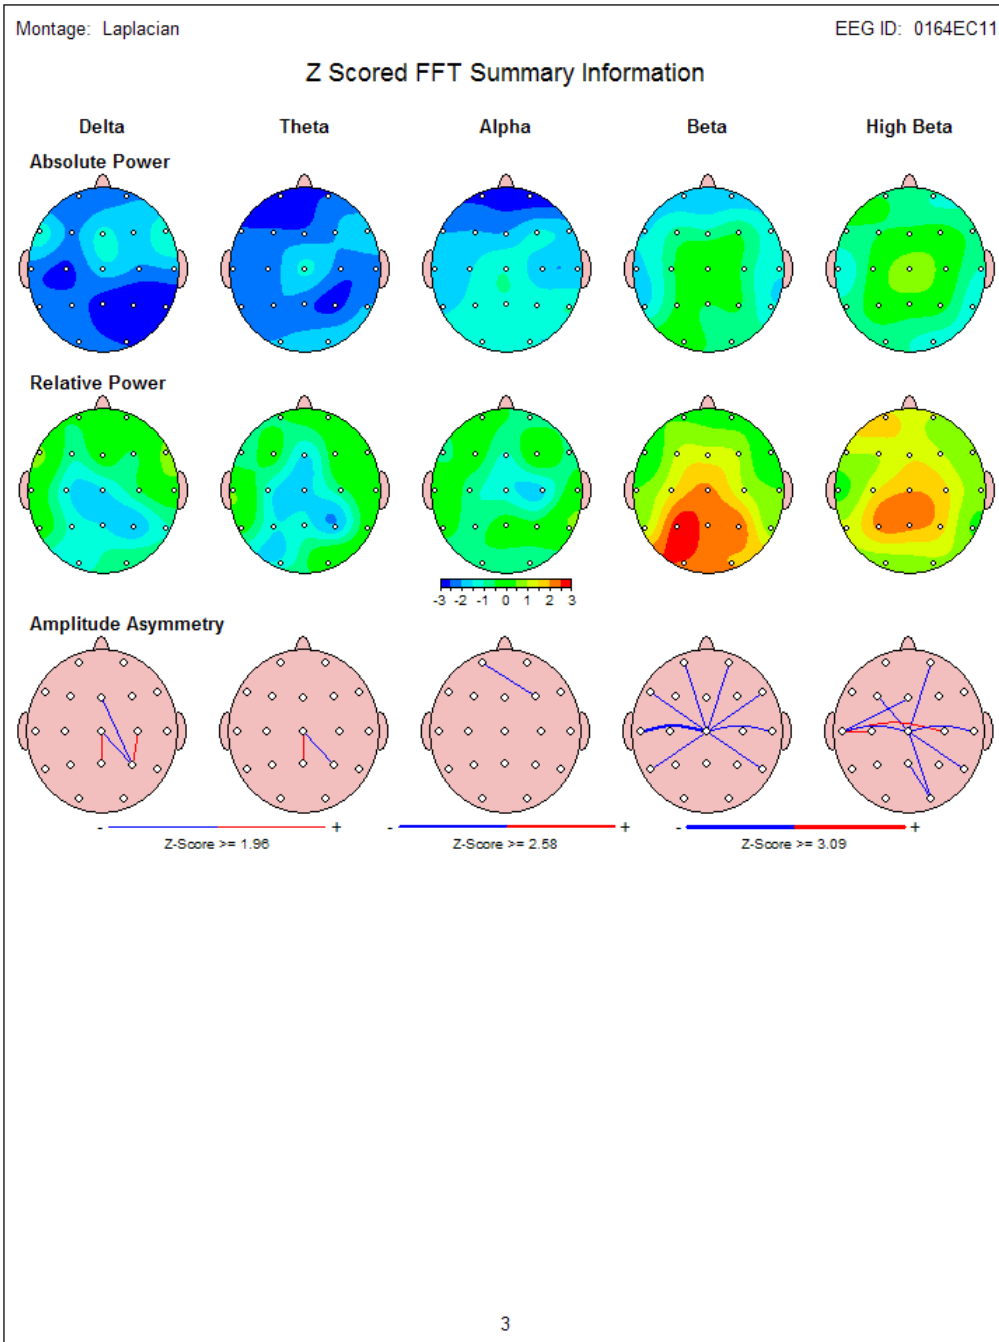 Montage: Laplacian EEG ID: 0164EC11
Z Scored FFT Summary Information
Delta Theta Alpha Beta High Beta
Absolute Power
Relative Power
-3 -2 -1 0 1 2 3
Amplitude Asymmetry
- + - + - +
Z-Score >= 1.96 Z-Score >= 2.58 Z-Score >= 3.09
3